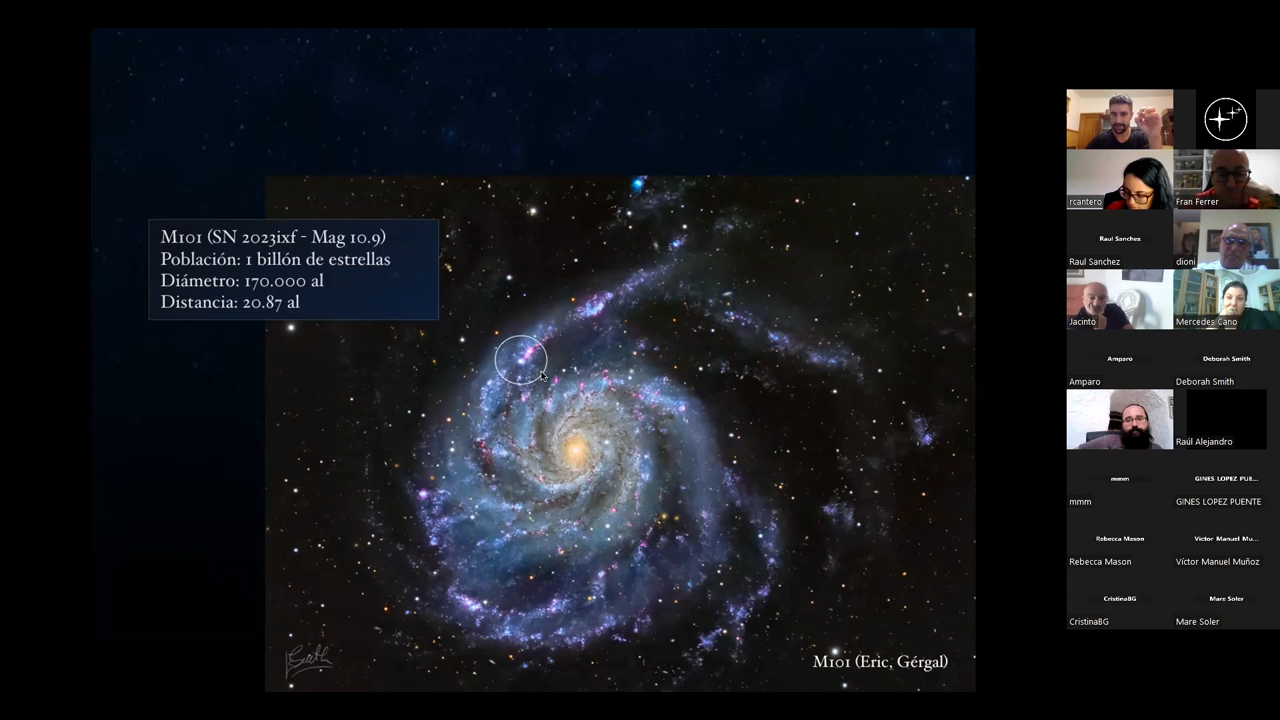 M101 (SN 2023ixf - Mag 10.9)
Población: 1 billón de estrellas
Diámetro: 170.000 al
Distancia: 20.87 al
M101 (Eric, Gérgal)
rcantero
Fran Ferrer
Raul Sanchez
Raul Sanchez
dioni
Jacinto
Mercedes Cano
Amparo
Deborah Smith
Amparo
Deborah Smith
Raúl Alejandro
mmm
GINES LOPEZ PUE...
mmm
GINES LOPEZ PUENTE
Rebecca Mason
Víctor Manuel Mu...
Rebecca Mason
Víctor Manuel Muñoz
CristinaBG
Mare Soler
CristinaBG
Mare Soler